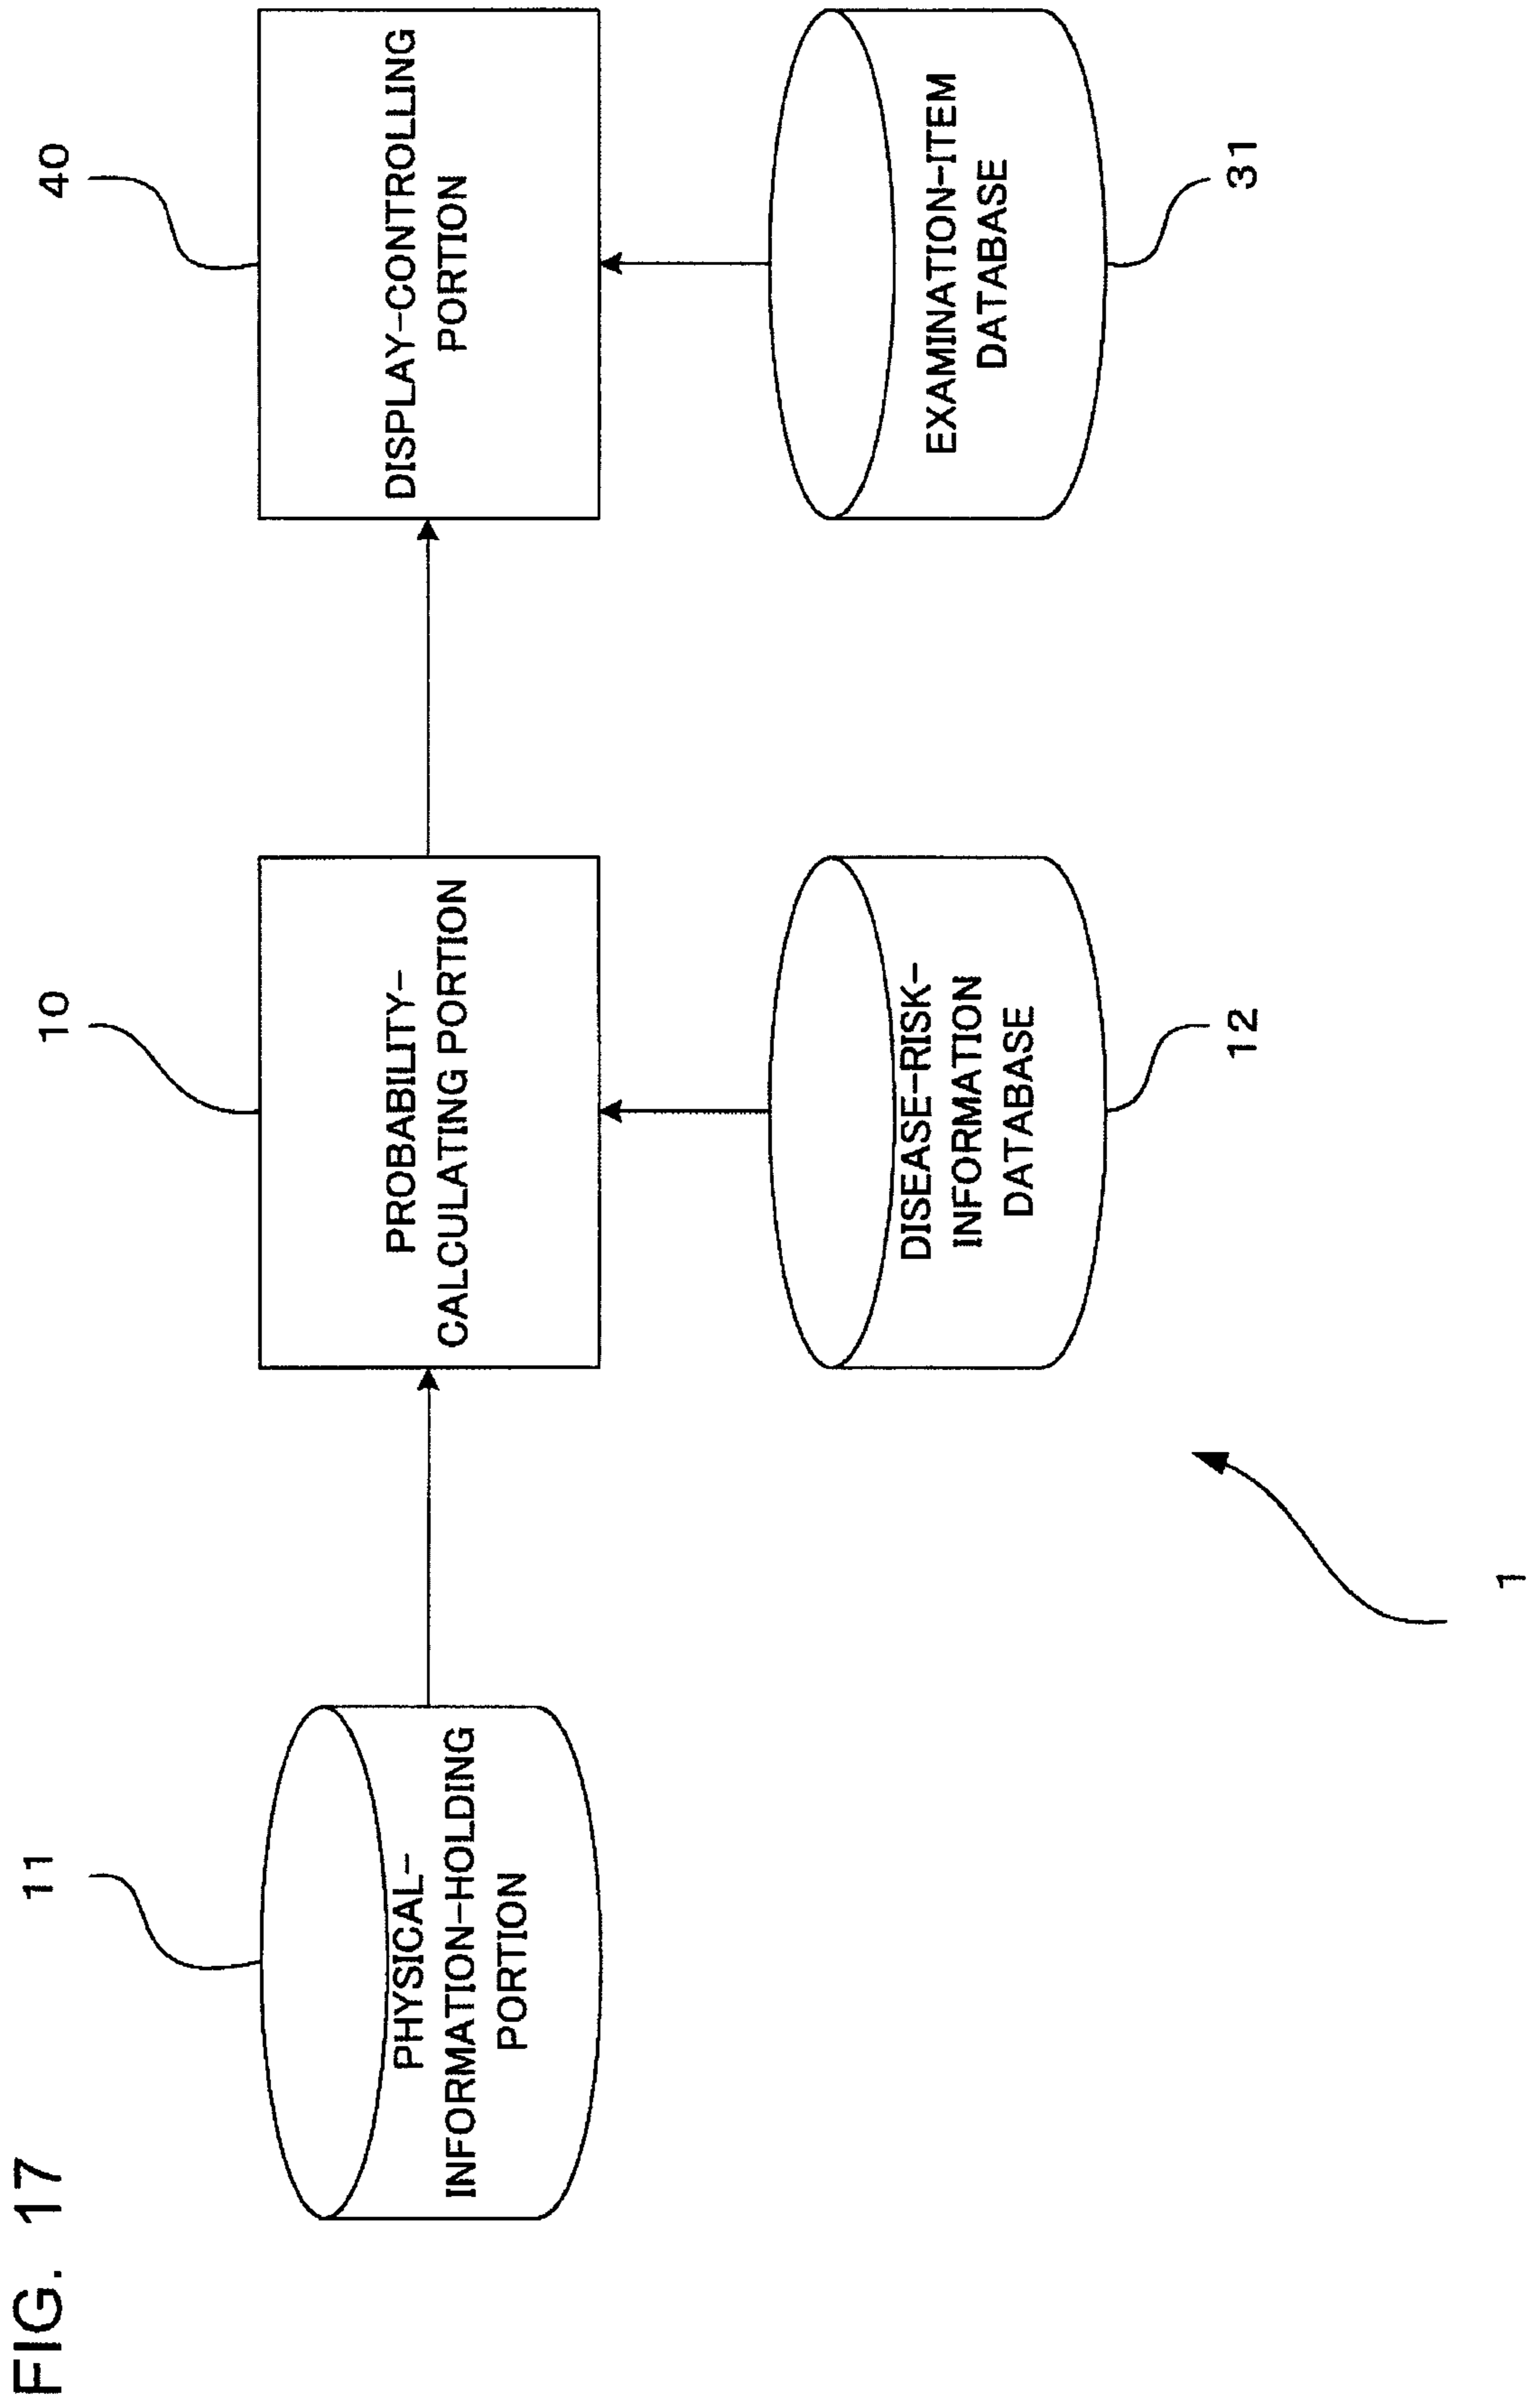 FIG. 17
11
10
40
PHYSICAL-
INFORMATION-HOLDING
PORTION
PROBABILITY-
CALCULATING PORTION
DISPLAY-CONTROLLING
PORTION
DISEASE-RISK-
INFORMATION
DATABASE
EXAMINATION-ITEM
DATABASE
12
31
1